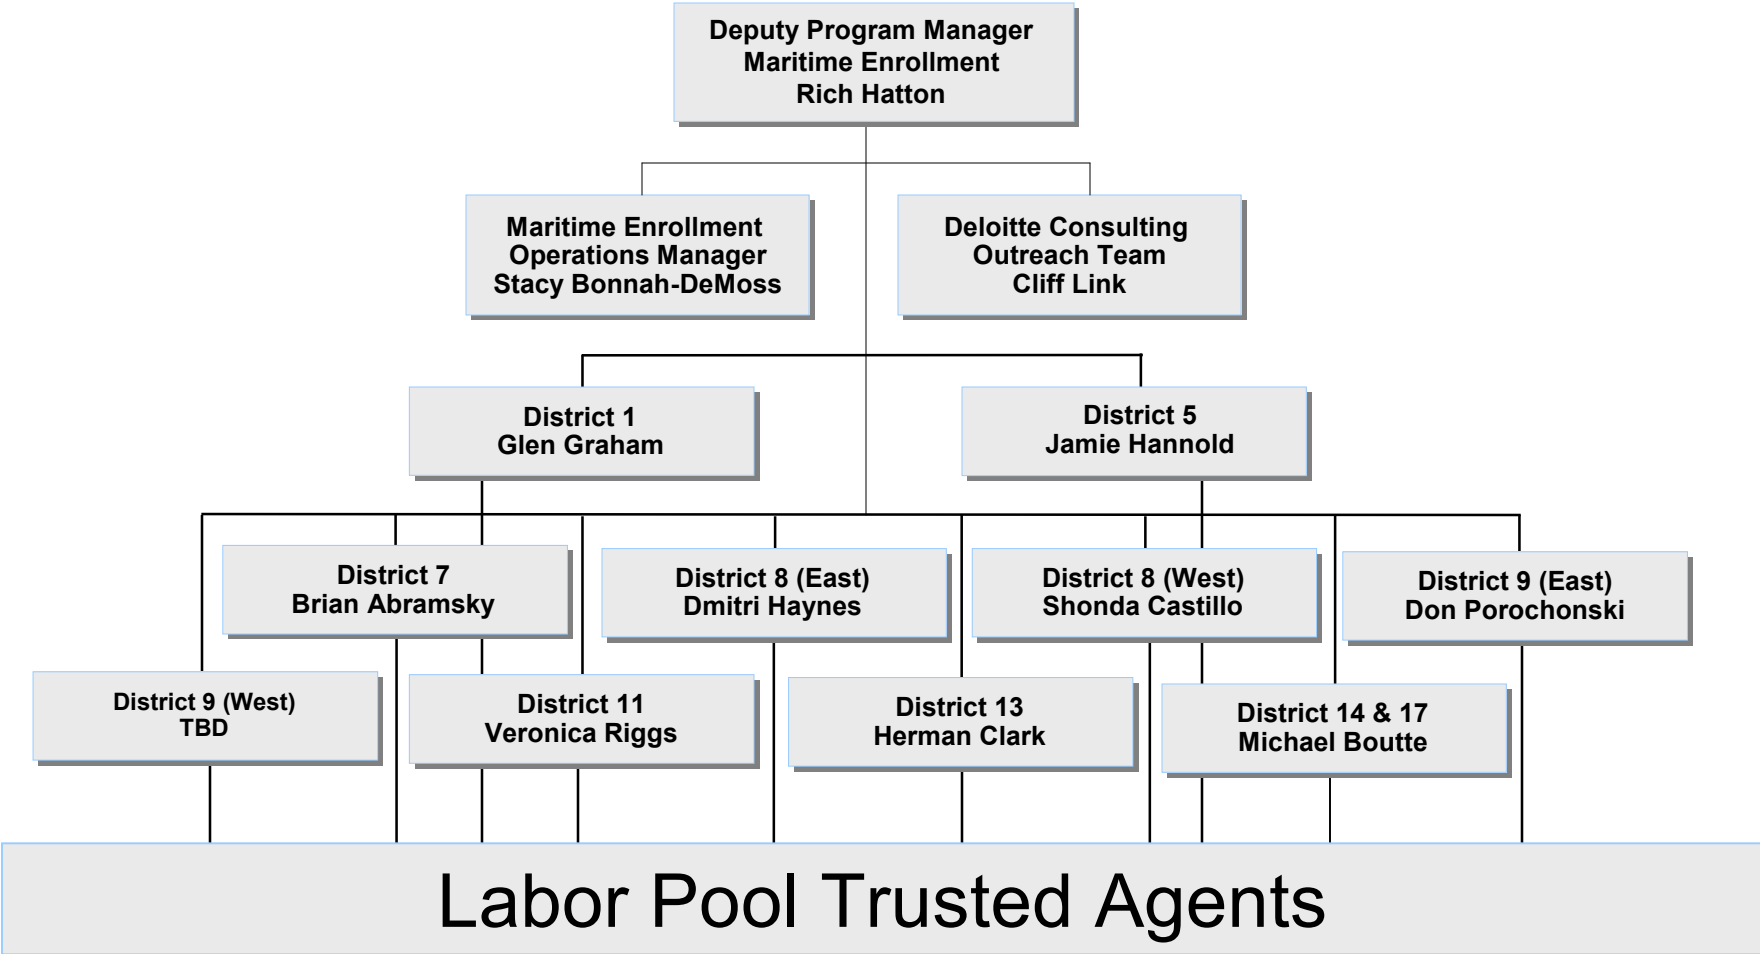 Deputy Program Manager
Maritime Enrollment
Rich Hatton
Maritime Enrollment
Operations Manager
Stacy Bonnah-DeMoss
Deloitte Consulting
Outreach Team
Cliff Link
District 1
Glen Graham
District 5
Jamie Hannold
District 7
Brian Abramsky
District 8 (East)
Dmitri Haynes
District 8 (West)
Shonda Castillo
District 9 (East)
Don Porochonski
District 9 (West)
TBD
District 11
Veronica Riggs
District 13
Herman Clark
District 14 & 17
Michael Boutte
Labor Pool Trusted Agents